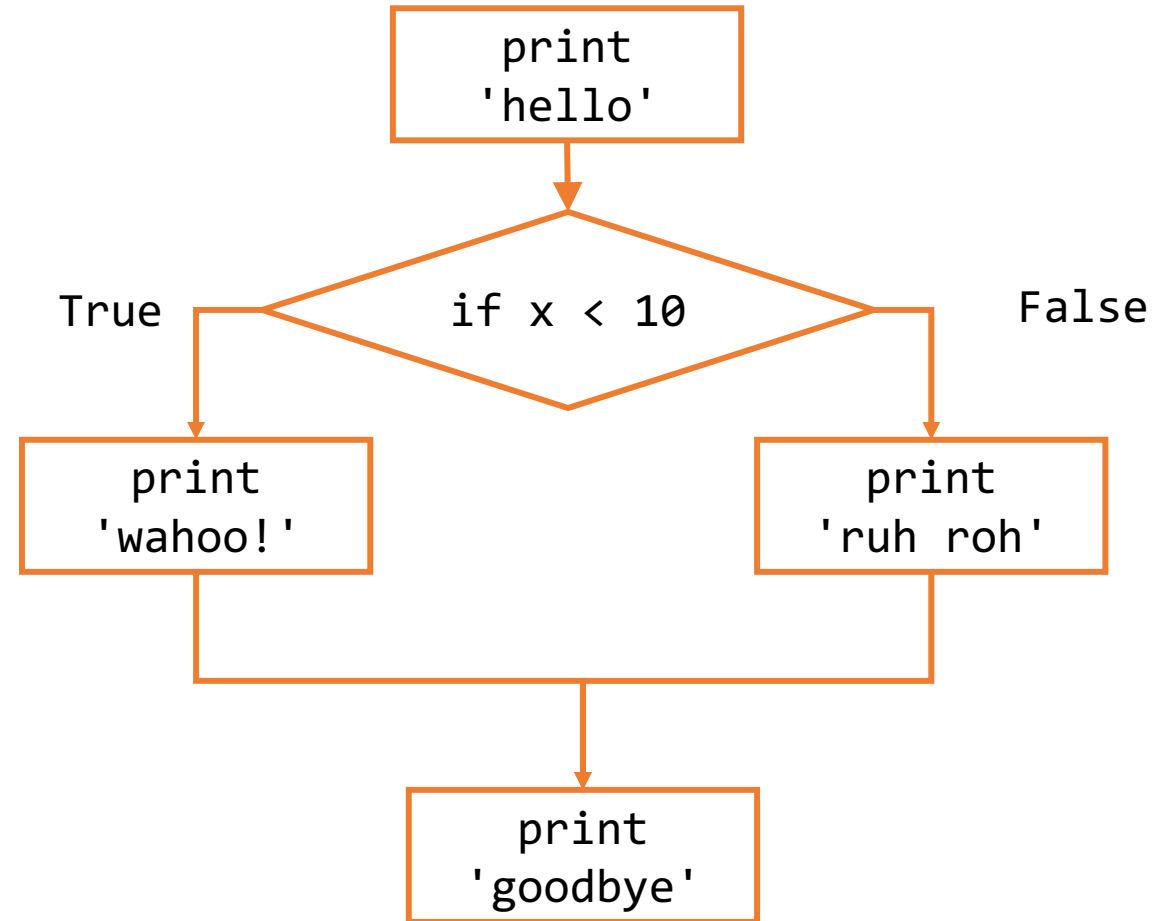 print
'hello'
True
if x < 10
False
print
'wahoo!'
print
'ruh roh'
print
'goodbye'